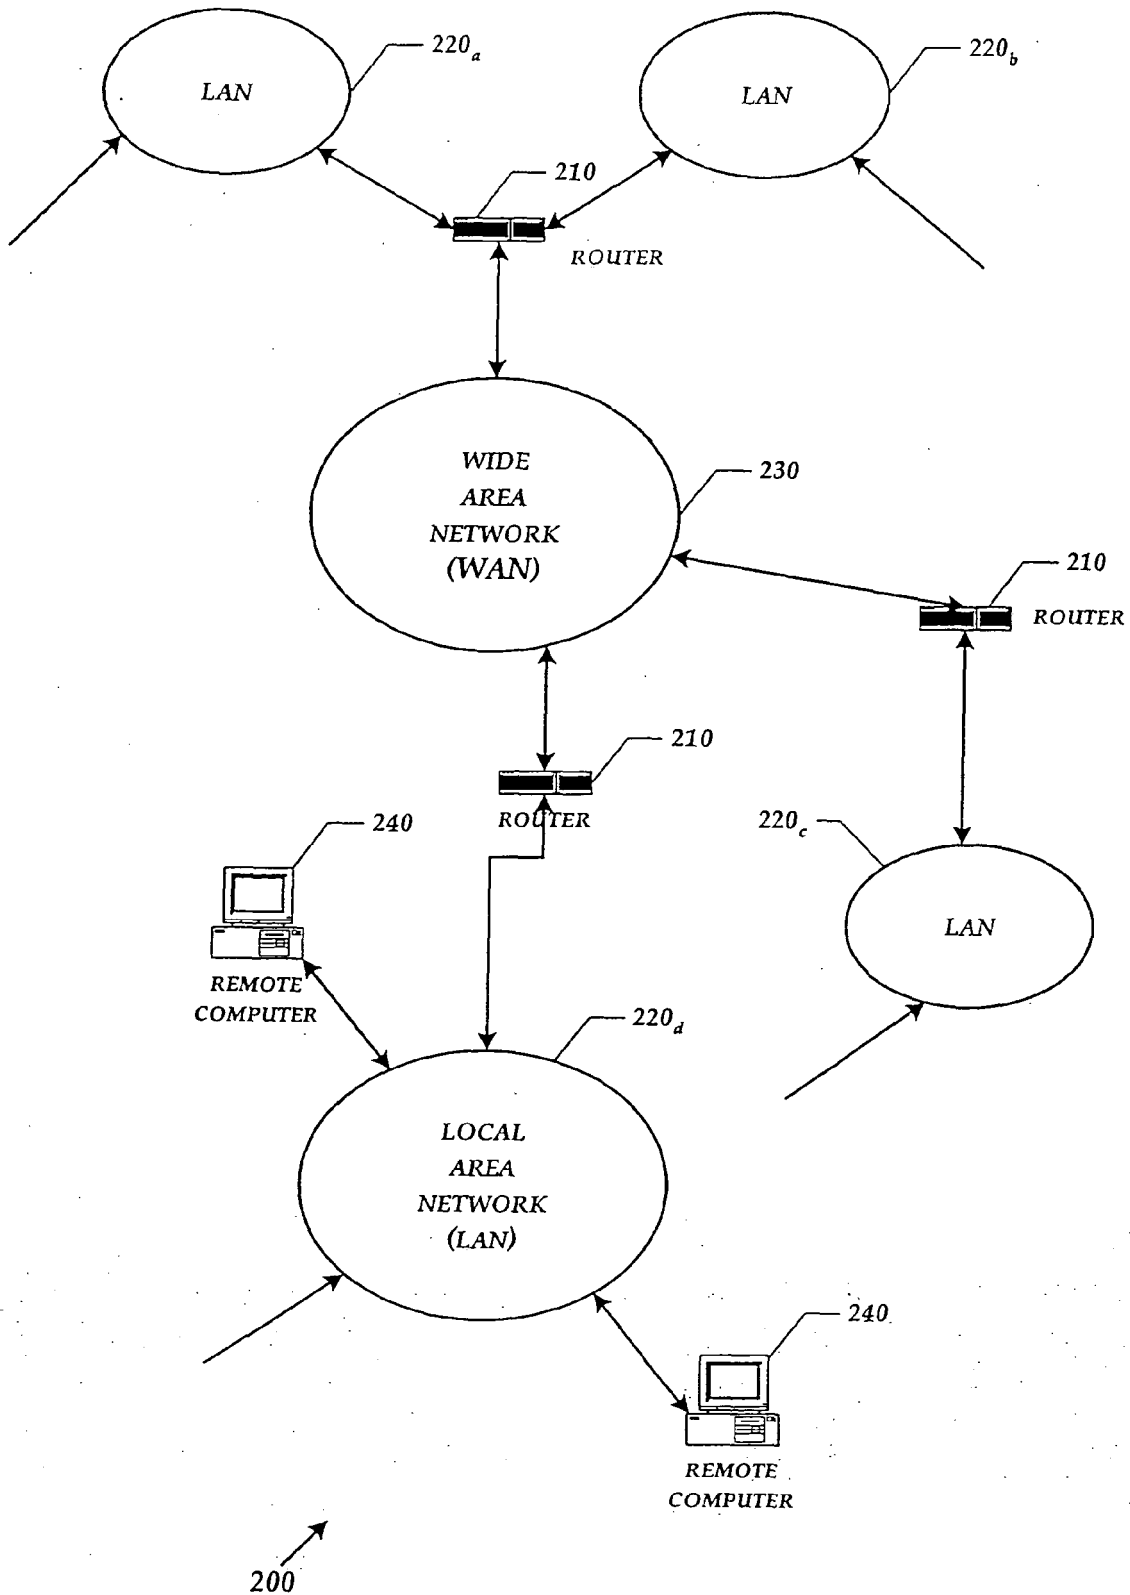 220a
220b
LAN
LAN
210
ROUTER
WIDE
AREA
NETWORK
(WAN)
230
210
ROUTER
210
ROUTER
240
220c
LAN
REMOTE
COMPUTER
220d
LOCAL
AREA
NETWORK
(LAN)
240
REMOTE
COMPUTER
200